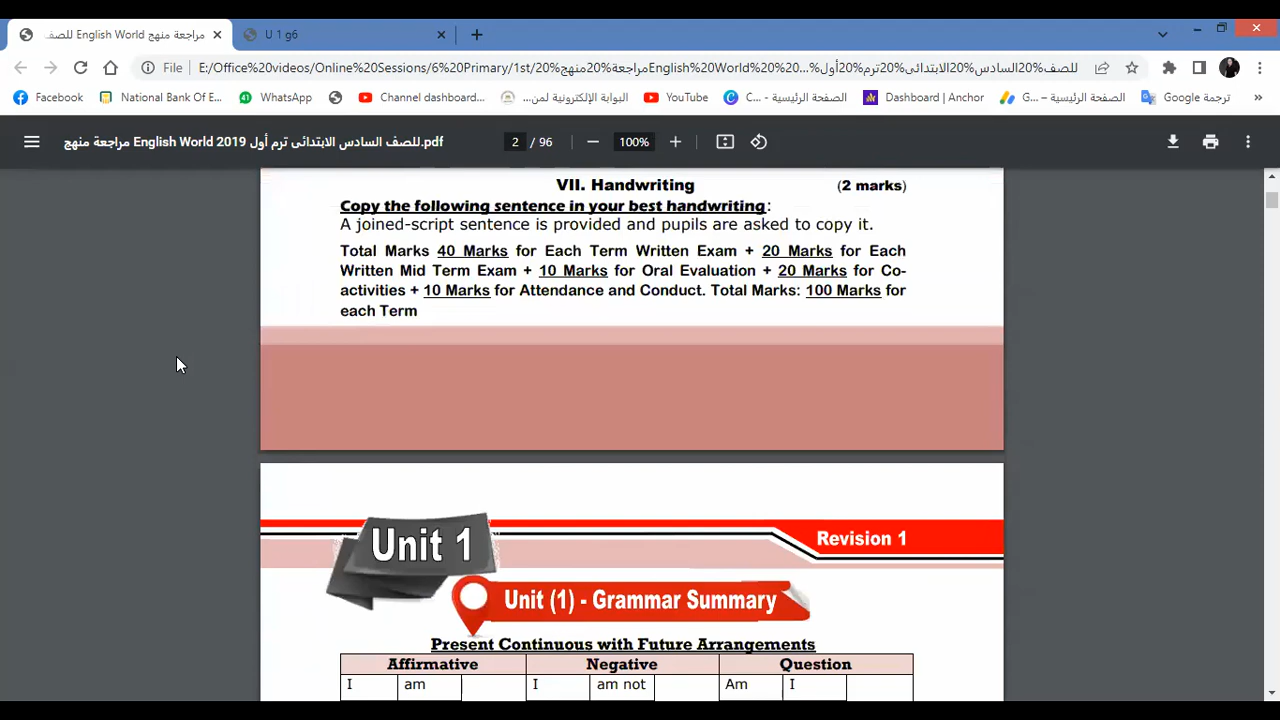 مراجعة منهج English World للصف
U 1 g6
File
E:/Office%20videos/Online%20Sessions/6%20Primary/1st/20%مراجعة%20منهجEnglish%20World%20%20...للصف%20السادس%20الابتدائى%20ترم%20أول%20
Facebook
National Bank Of E...
WhatsApp
Channel dashboard...
البوابة الإلكترونية لمن...
YouTube
الصفحة الرئيسية – C...
Dashboard | Anchor
الصفحة الرئيسية – G...
ترجمة Google
»
مراجعة منهج English World 2019 للصف السادس الابتدائى ترم أول.pdf
2 / 96
100%
VII. Handwriting (2 marks)
Copy the following sentence in your best handwriting:
A joined-script sentence is provided and pupils are asked to copy it.
Total Marks 40 Marks for Each Term Written Exam + 20 Marks for Each
Written Mid Term Exam + 10 Marks for Oral Evaluation + 20 Marks for Co-
activities + 10 Marks for Attendance and Conduct. Total Marks: 100 Marks for
each Term
Unit 1
Revision 1
Unit (1) - Grammar Summary
Present Continuous with Future Arrangements
Affirmative Negative Question
I am I am not Am I